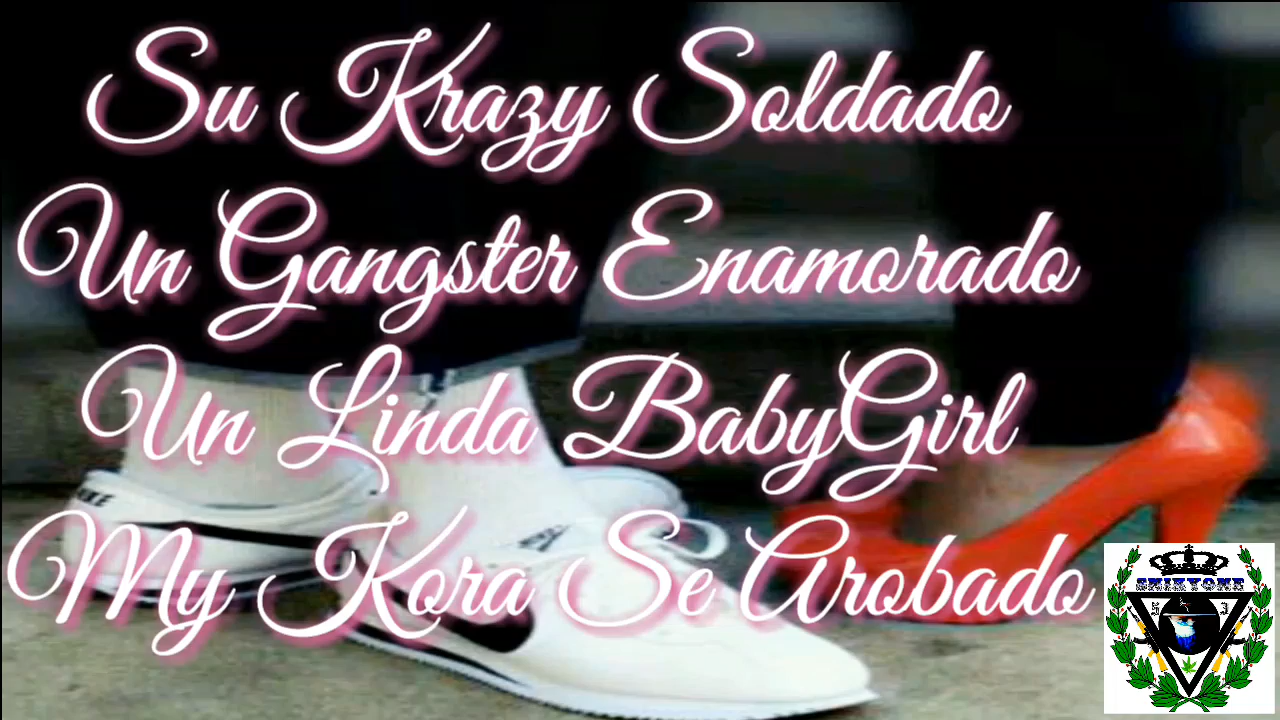 Su Krazy Soldado
Un Gangster Enamorado
Un Linda BabyGirl
My Kora Se Arobado